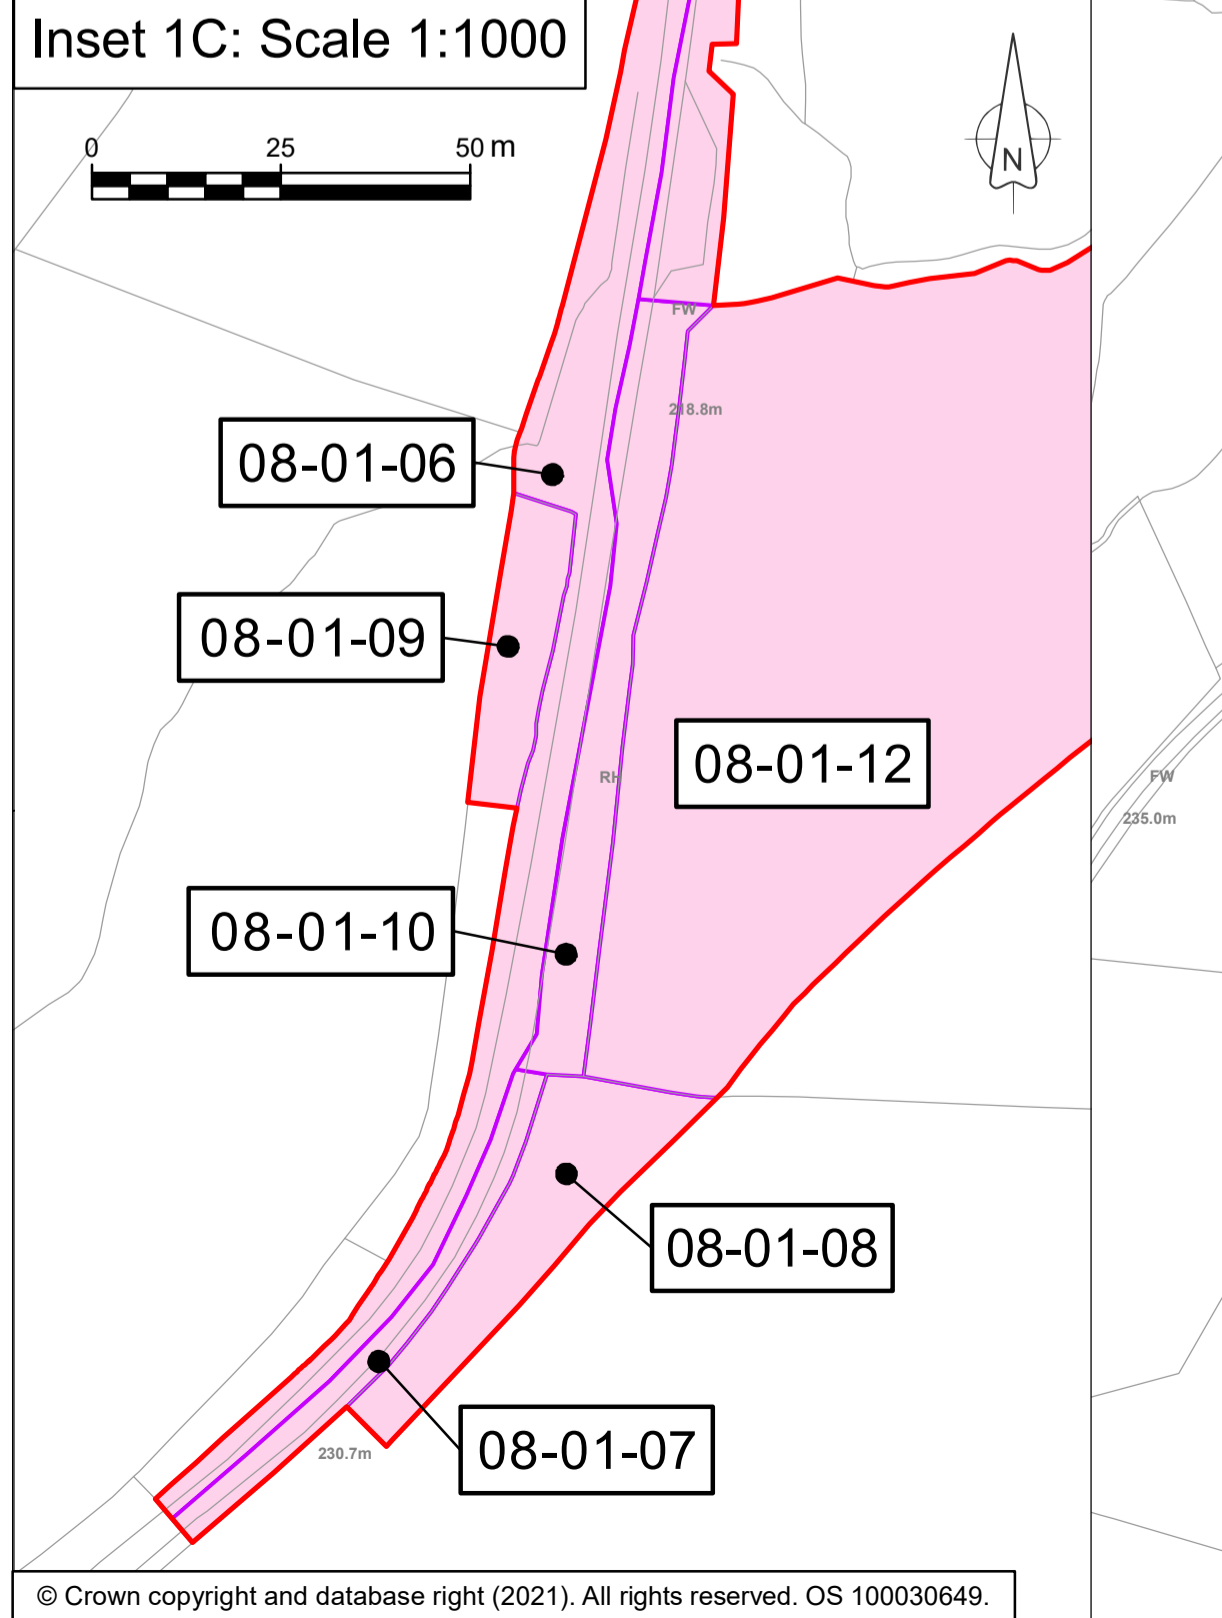 Inset 1C: Scale 1:1000
0 25 50 m
N
FW
218.8m
08-01-06
08-01-09
08-01-12
RH
FW
235.0m
08-01-10
08-01-08
08-01-07
230.7m
© Crown copyright and database right (2021). All rights reserved. OS 100030649.